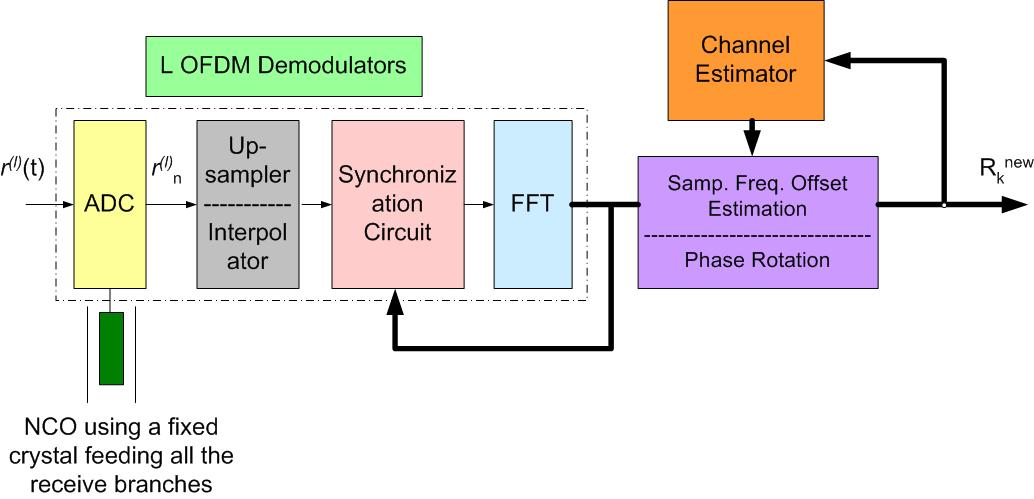 L OFDM Demodulators
Channel
Estimator
r(l)(t)
ADC
r(l)n
Up-
sampler
Interpol
ator
Synchroniz
ation
Circuit
FFT
Samp. Freq. Offset
Estimation
Phase Rotation
Rknew
NCO using a fixed
crystal feeding all the
receive branches